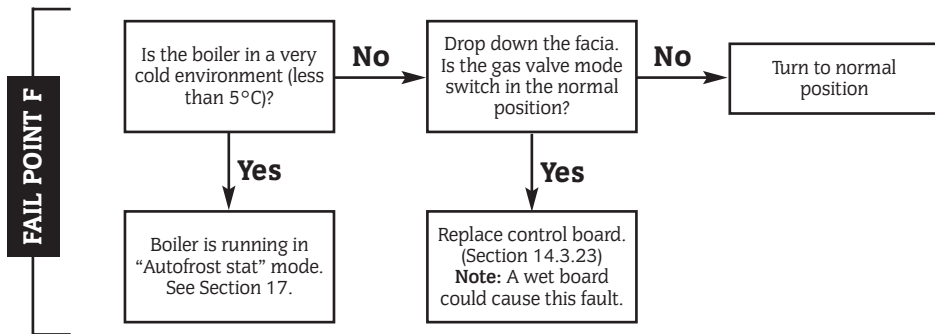 FAIL POINT F
Is the boiler in a very
cold environment (less
than 5°C)?
No
Drop down the facia.
Is the gas valve mode
switch in the normal
position?
No
Turn to normal
position
Yes
Yes
Boiler is running in
“Autofrost stat” mode.
See Section 17.
Replace control board.
(Section 14.3.23)
Note: A wet board
could cause this fault.